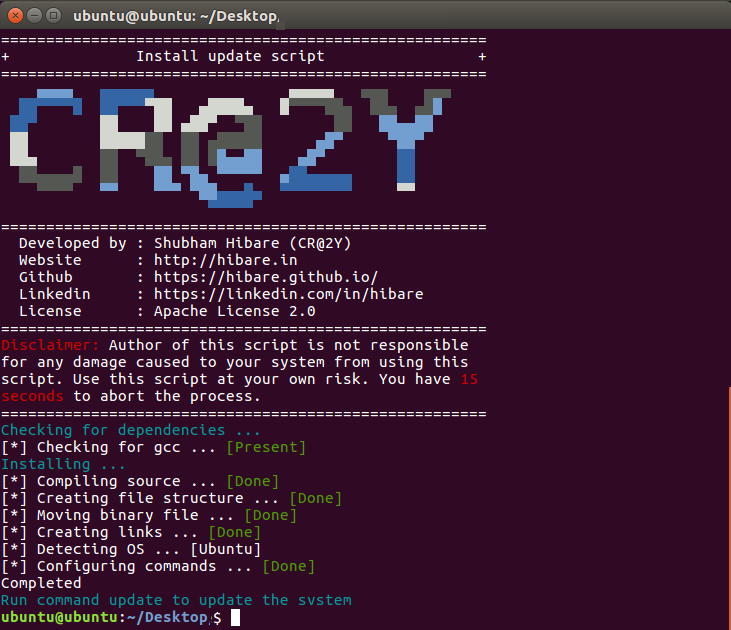 ubuntu@ubuntu: ~/Desktop
======================================================
+ Install update script +
======================================================
CR@2Y
======================================================
Developed by : Shubham Hibare (CR@2Y)
Website : http://hibare.in
Github : https://hibare.github.io/
Linkedin : https://linkedin.com/in/hibare
License : Apache License 2.0
======================================================
Disclaimer: Author of this script is not responsible
for any damage caused to your system from using this
script. Use this script at your own risk. You have 15
seconds to abort the process.
======================================================
Checking for dependencies ...
[*] Checking for gcc ... [Present]
Installing ...
[*] Compiling source ... [Done]
[*] Creating file structure ... [Done]
[*] Moving binary file ... [Done]
[*] Creating links ... [Done]
[*] Detecting OS ... [Ubuntu]
[*] Configuring commands ... [Done]
Completed
Run command update to update the system
ubuntu@ubuntu:~/Desktop$